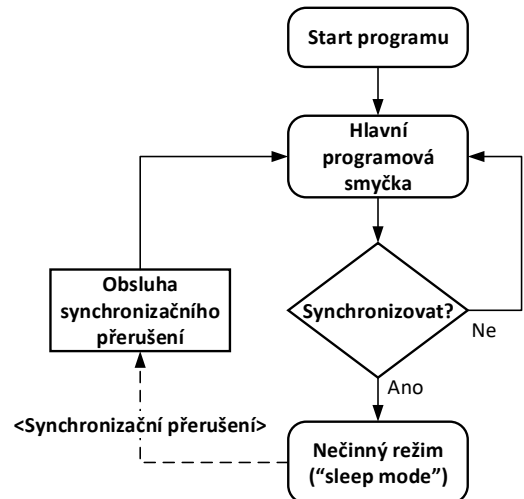 Start programu
Hlavní
programová
smyčka
Synchronizovat?
Ne
Ano
Obsluha
synchronizačního
přerušení
<Synchronizační přerušení>
Nečinný režim
(“sleep mode”)